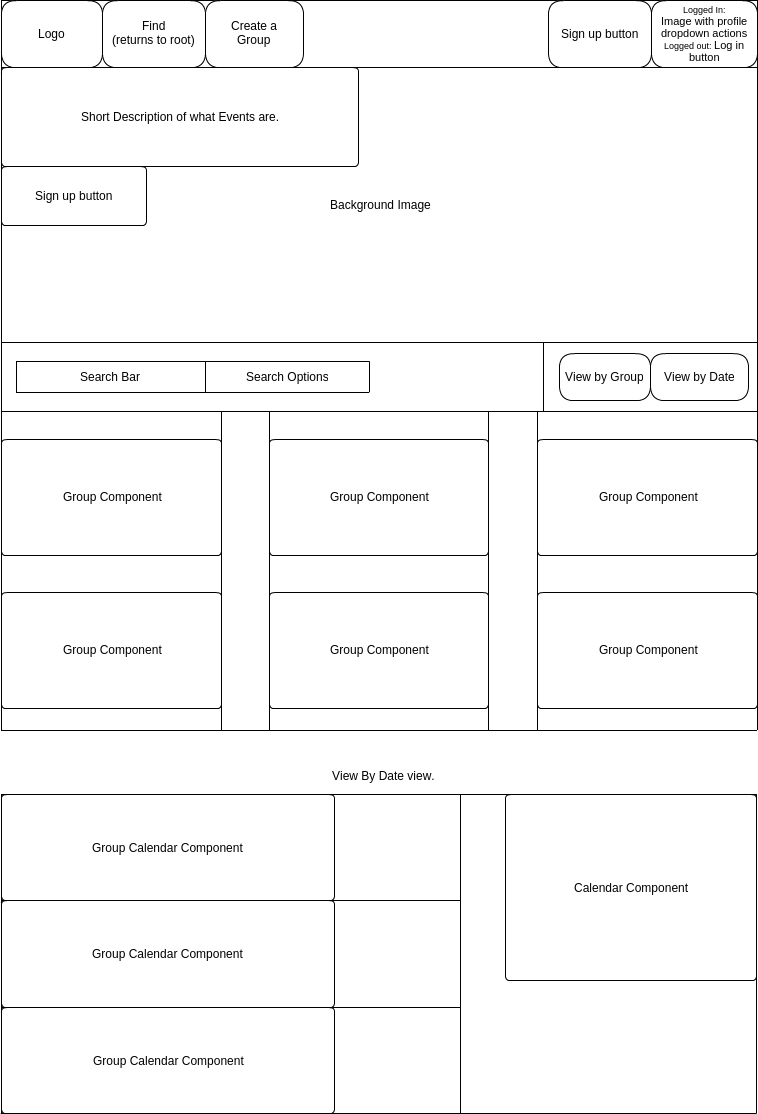 Logo
Find
(returns to root)
Create a
Group
Sign up button
Logged In:
Image with profile
dropdown actions
Logged out: Log in
button
Short Description of what Events are.
Sign up button
Background Image
Search Bar
Search Options
View by Group
View by Date
Group Component
Group Component
Group Component
Group Component
Group Component
Group Component
View By Date view.
Group Calendar Component
Calendar Component
Group Calendar Component
Group Calendar Component